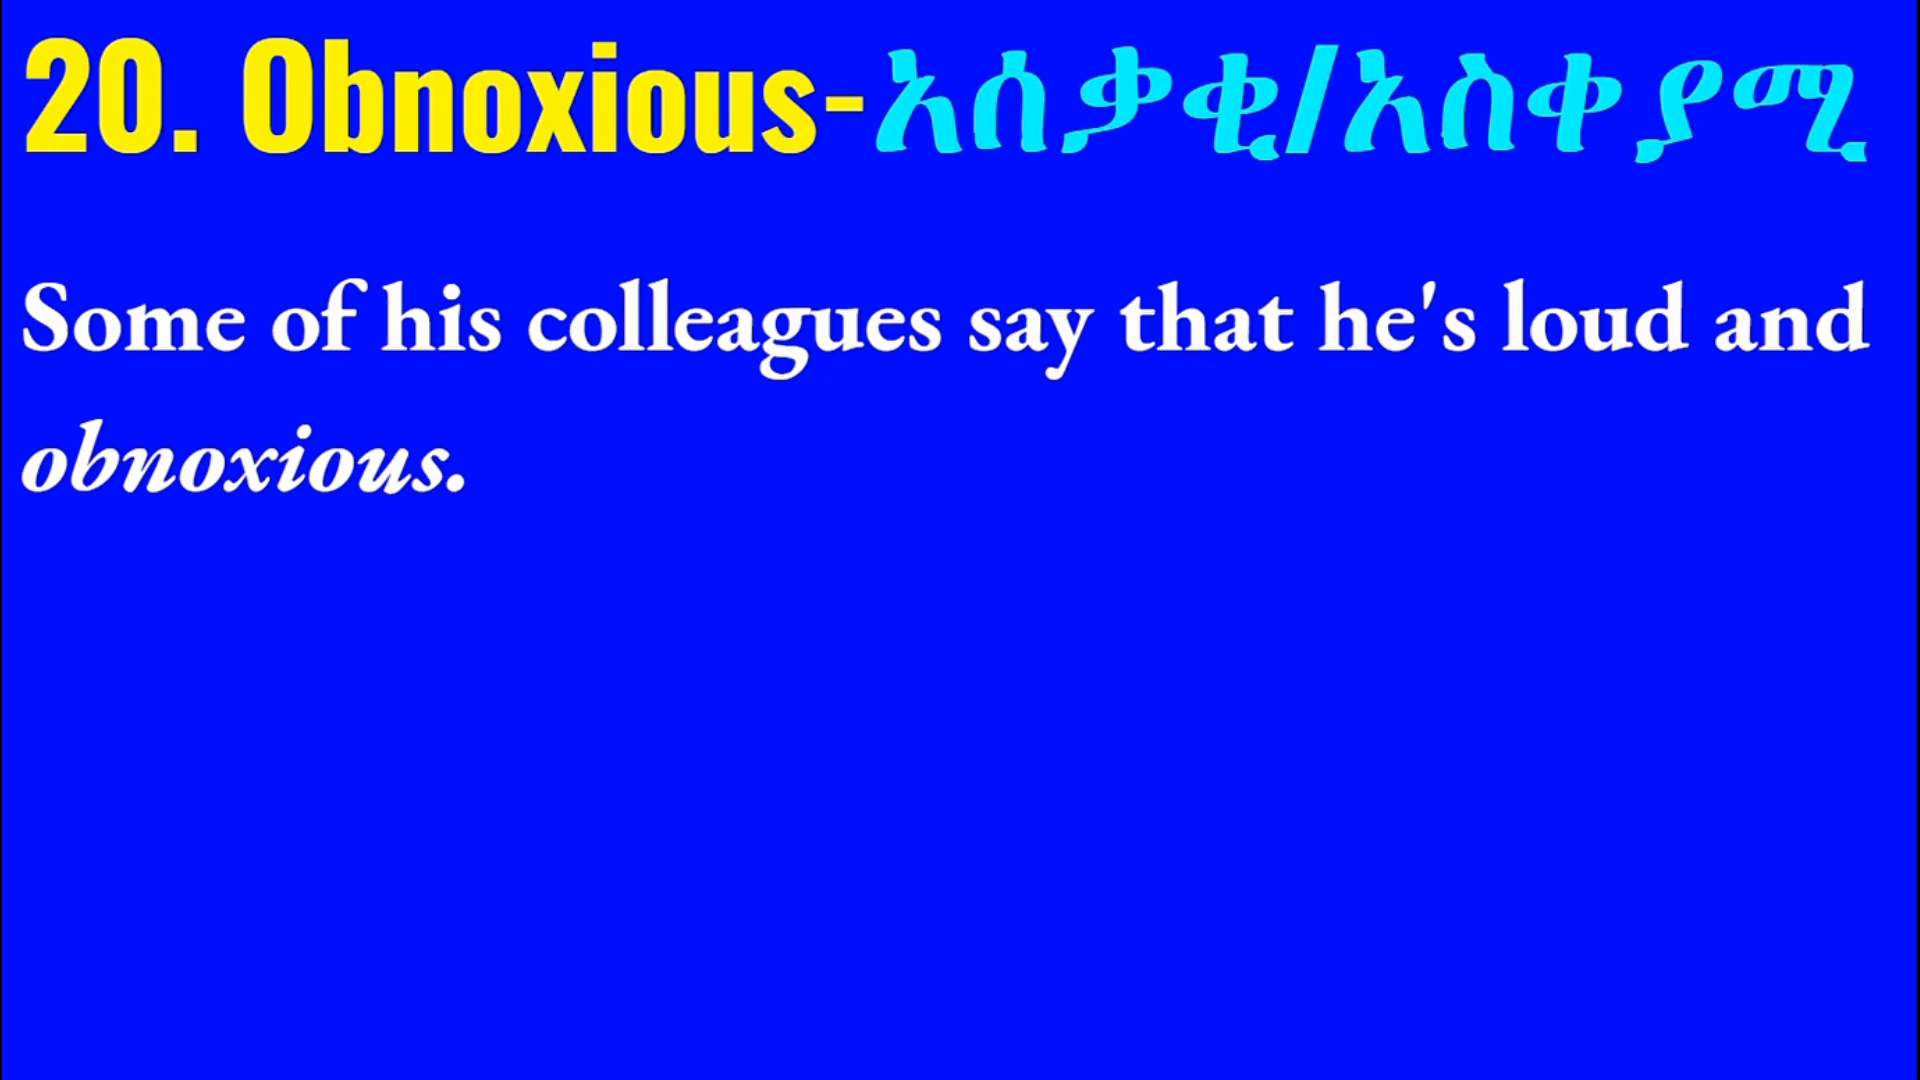 20. Obnoxious-አሰቃቂ/አስቀያሚ
Some of his colleagues say that he's loud and
obnoxious.